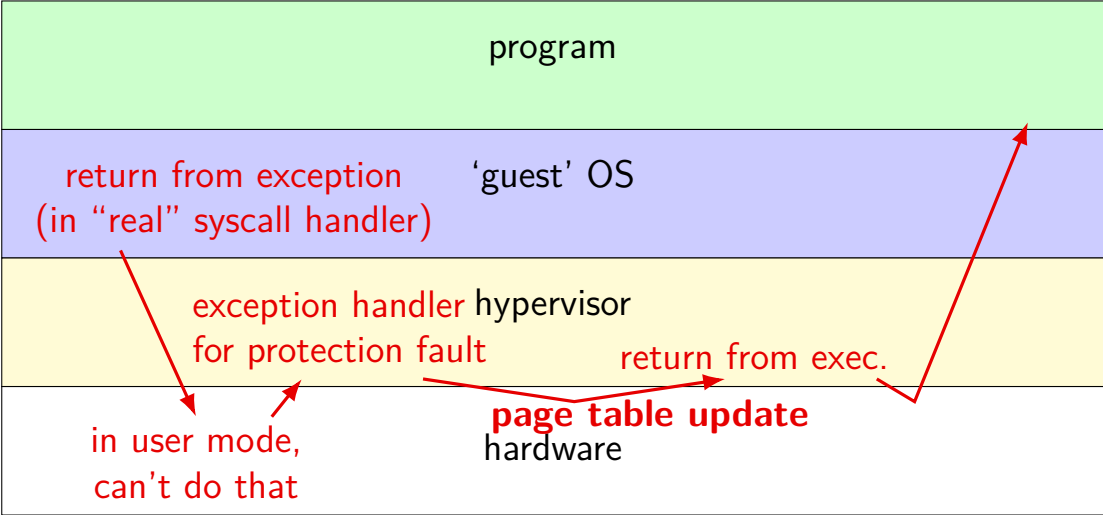 program
return from exception
(in “real” syscall handler)
‘guest’ OS
exception handler
for protection fault
hypervisor
return from exec.
page table update
in user mode,
can't do that
hardware